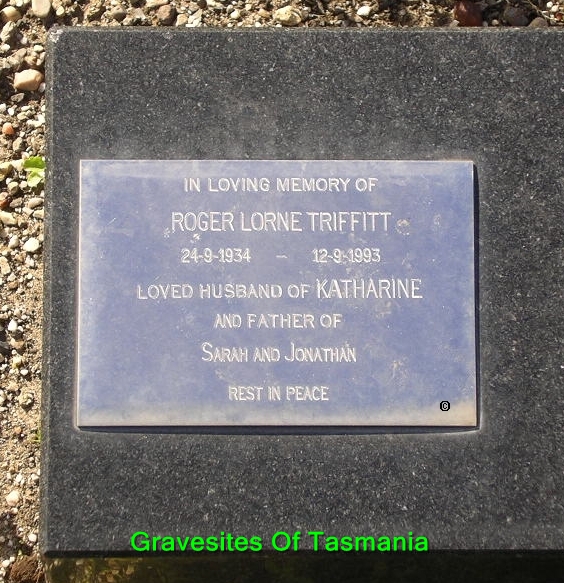 IN LOVING MEMORY OF
ROGER LORNE TRIFFITT
24-9-1934 – 12-9-1993
LOVED HUSBAND OF KATHARINE
AND FATHER OF
SARAH AND JONATHAN
REST IN PEACE
©
Gravesites Of Tasmania